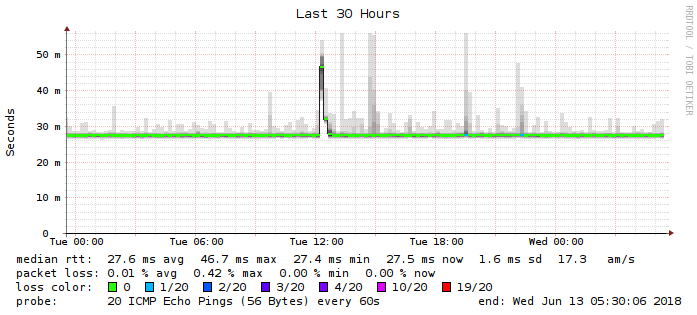 Last 30 Hours
RRDTOOL / TOBI OETIKER
Seconds
50 m
40 m
30 m
20 m
10 m
0
Tue 00:00 Tue 06:00 Tue 12:00 Tue 18:00 Wed 00:00
median rtt: 27.6 ms avg 46.7 ms max 27.4 ms min 27.5 ms now 1.6 ms sd 17.3 am/s
packet loss: 0.01 % avg 0.42 % max 0.00 % min 0.00 % now
loss color: 0 1/20 2/20 3/20 4/20 10/20 19/20
probe: 20 ICMP Echo Pings (56 Bytes) every 60s end: Wed Jun 13 05:30:06 2018